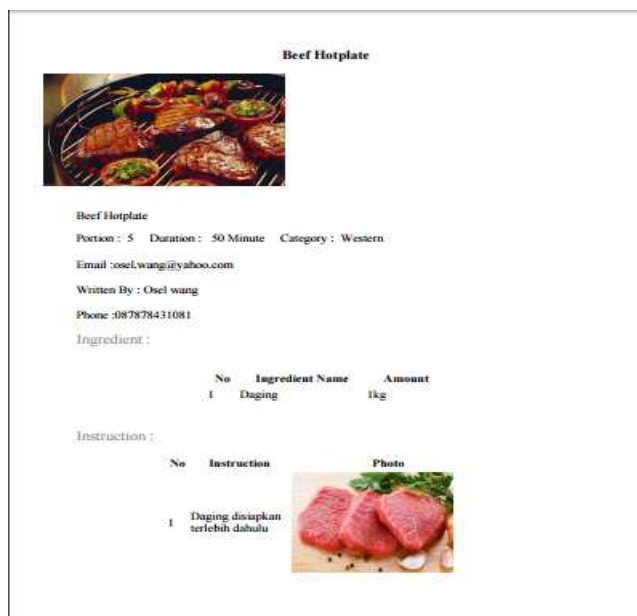 Beef Hotplate
Beef Hotplate
Portion : 5 Duration : 50 Minute Category : Western
Email :osel.wang@yahoo.com
Written By : Osel wang
Phone :087878431081
Ingredient :
No Ingredient Name Amount
1 Daging 1kg
Instruction :
No Instruction Photo
1 Daging disiapkan
terlebih dahulu